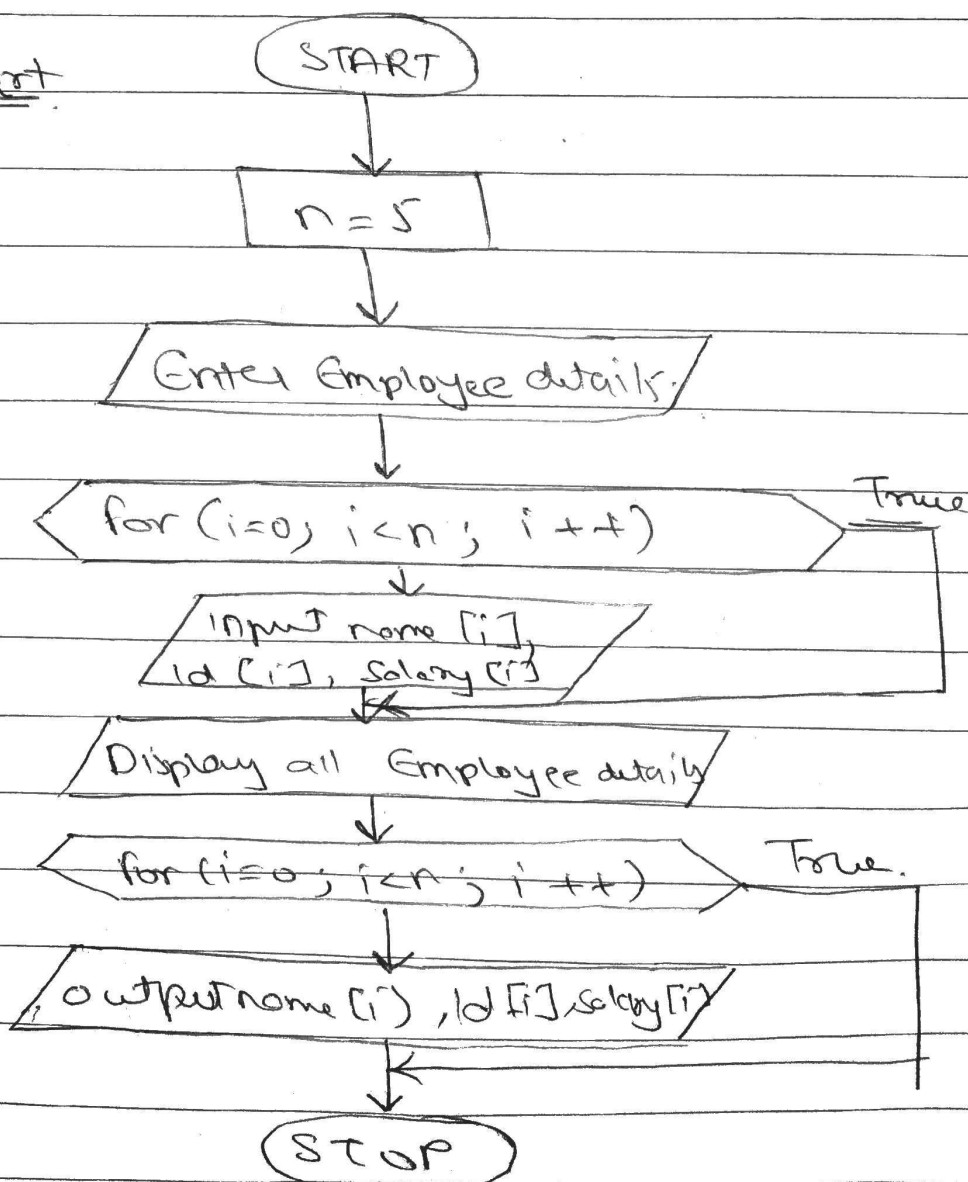 rt
START
n = 5
Enter Employee details.
for (i=0; i<n; i++)
True
input name [i],
Id [i], Salary [i]
Display all Employee details
for (i=0; i<n; i++)
True.
output name [i], Id [i], salary [i]
STOP